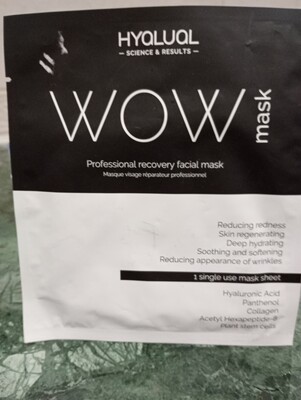 HYALUAL
— SCIENCE & RESULTS —
WOW
mask
Professional recovery facial mask
Masque visage réparateur professionnel
Reducing redness
Skin regenerating
Deep hydrating
Soothing and softening
Reducing appearance of wrinkles
1 single use mask sheet
Hyaluronic Acid
Panthenol
Collagen
Acetyl Hexapeptide-8
Plant stem cells